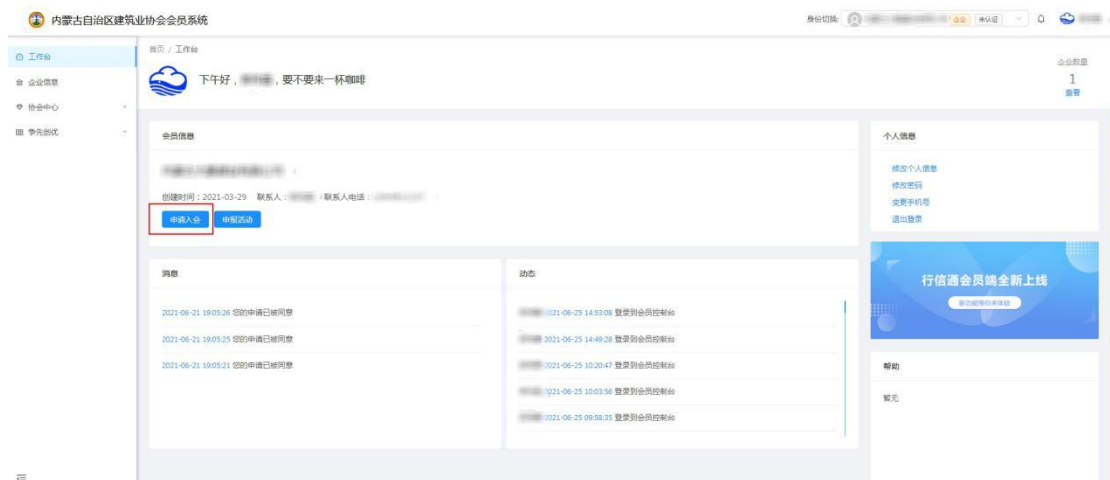 内蒙古自治区建筑业协会会员系统
身份切换:
企业
未认证
工作台
企业信息
协会中心
争先创优
首页 / 工作台
下午好， ，要不要来一杯咖啡
企业数量
1
查看
会员信息
创建时间：2021-03-29 联系人： 联系人电话：
申请入会
申报活动
个人信息
修改个人信息
修改密码
变更手机号
退出登录
行信通会员端全新上线
消息
2021-06-21 19:05:26 您的申请已被同意
2021-06-21 19:05:25 您的申请已被同意
2021-06-21 19:05:21 您的申请已被同意
动态
2021-06-25 14:53:08 登录到会员控制台
2021-06-25 14:49:28 登录到会员控制台
2021-06-25 10:20:47 登录到会员控制台
2021-06-25 10:03:56 登录到会员控制台
2021-06-25 09:58:35 登录到会员控制台
帮助
暂无